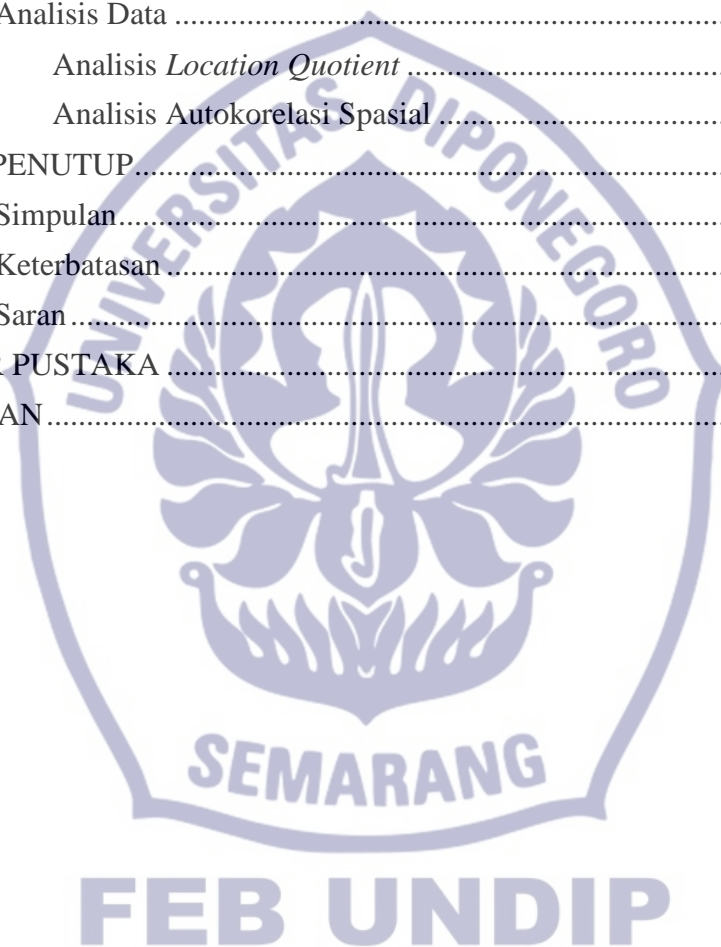 Analisis Data ........................................................................
Analisis Location Quotient ........................................
Analisis Autokorelasi Spasial ....................................
PENUTUP.............................................................................
Simpulan...............................................................................
Keterbatasan .........................................................................
Saran .....................................................................................
R PUSTAKA ........................................................................
AN.........................................................................................
UNIVERSITAS DIPONEGORO
SEMARANG
FEB UNDIP